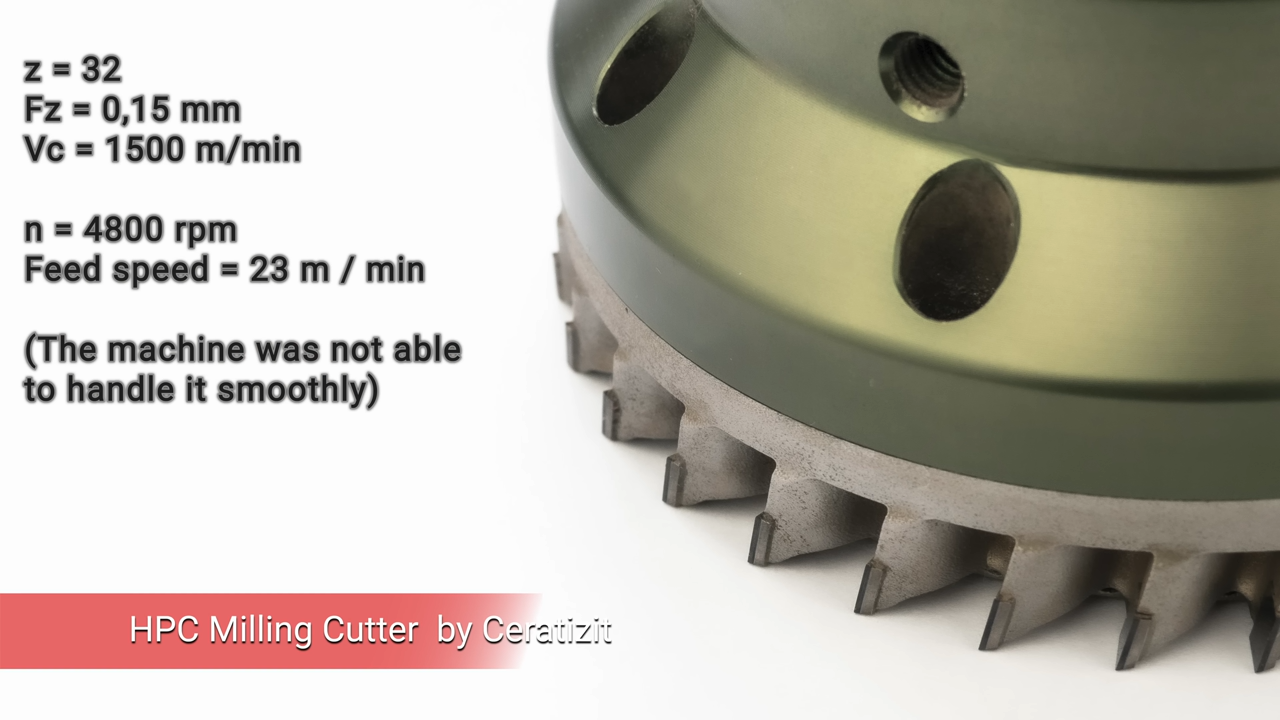 z = 32
Fz = 0,15 mm
Vc = 1500 m/min
n = 4800 rpm
Feed speed = 23 m / min
(The machine was not able
to handle it smoothly)
HPC Milling Cutter by Ceratizit